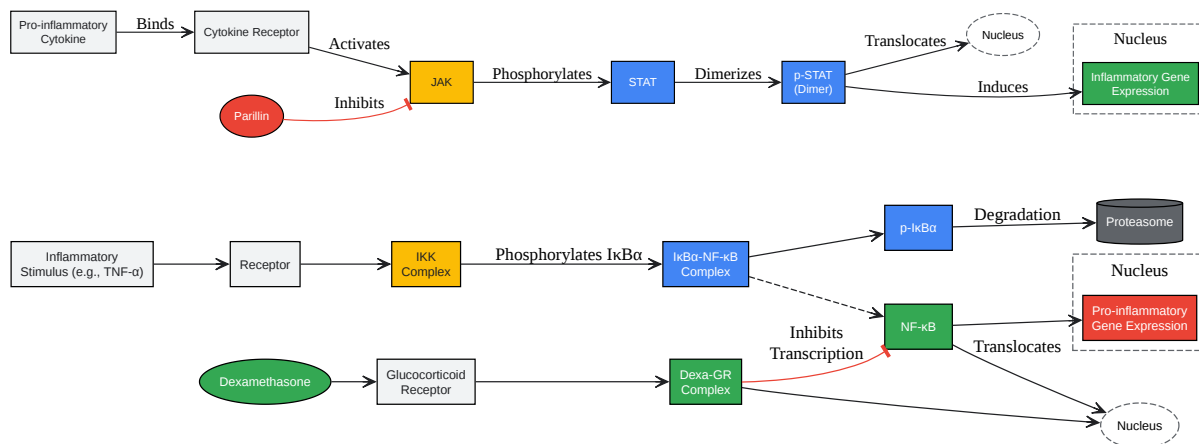 Pro-inflammatory
Cytokine
Binds
Cytokine Receptor
Activates
JAK
Parillin
Inhibits
Phosphorylates
STAT
Dimerizes
p-STAT
(Dimer)
Translocates
Nucleus
Induces
Nucleus
Inflammatory Gene
Expression
Inflammatory
Stimulus (e.g., TNF-α)
Receptor
IKK
Complex
Phosphorylates IκBα
IκBα-NF-κB
Complex
p-IκBα
Degradation
Proteasome
NF-κB
Nucleus
Pro-inflammatory
Gene Expression
Translocates
Inhibits
Transcription
Dexamethasone
Glucocorticoid
Receptor
Dexa-GR
Complex
Nucleus